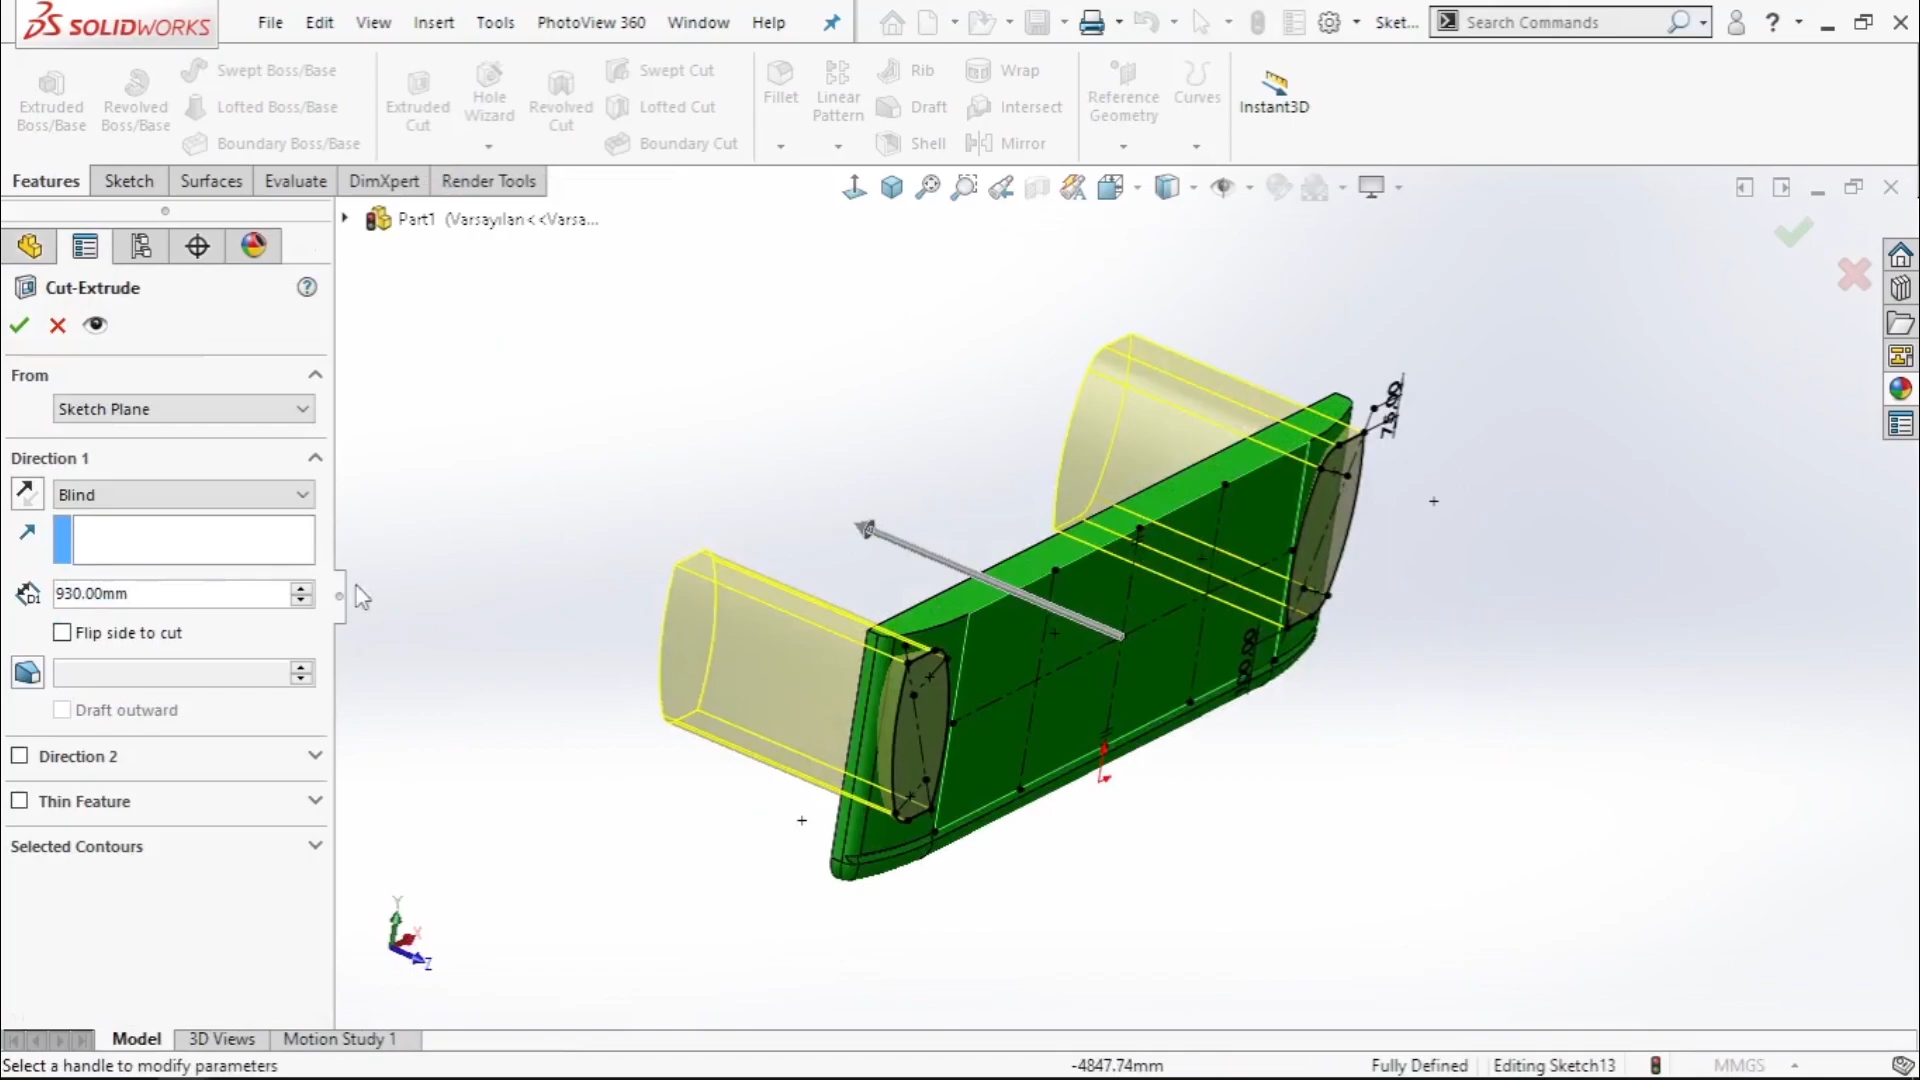 SOLIDWORKS File Edit View Insert Tools PhotoView 360 Window Help Sket... Search Commands ?
Extruded Boss/Base
Revolved Boss/Base
Swept Boss/Base
Lofted Boss/Base
Boundary Boss/Base
Extruded Cut
Hole Wizard
Revolved Cut
Swept Cut
Lofted Cut
Boundary Cut
Fillet
Linear Pattern
Rib
Draft
Shell
Wrap
Intersect
Mirror
Reference Geometry
Curves
Instant3D
Features Sketch Surfaces Evaluate DimXpert Render Tools
Part1 (Varsayılan<<Varsa...
Cut-Extrude
From
Sketch Plane
Direction 1
Blind
D1 930.00mm
Flip side to cut
Draft outward
Direction 2
Thin Feature
Selected Contours
75.00
Y
X
Z
Model 3D Views Motion Study 1
Select a handle to modify parameters -4847.74mm Fully Defined Editing Sketch13 MMGS